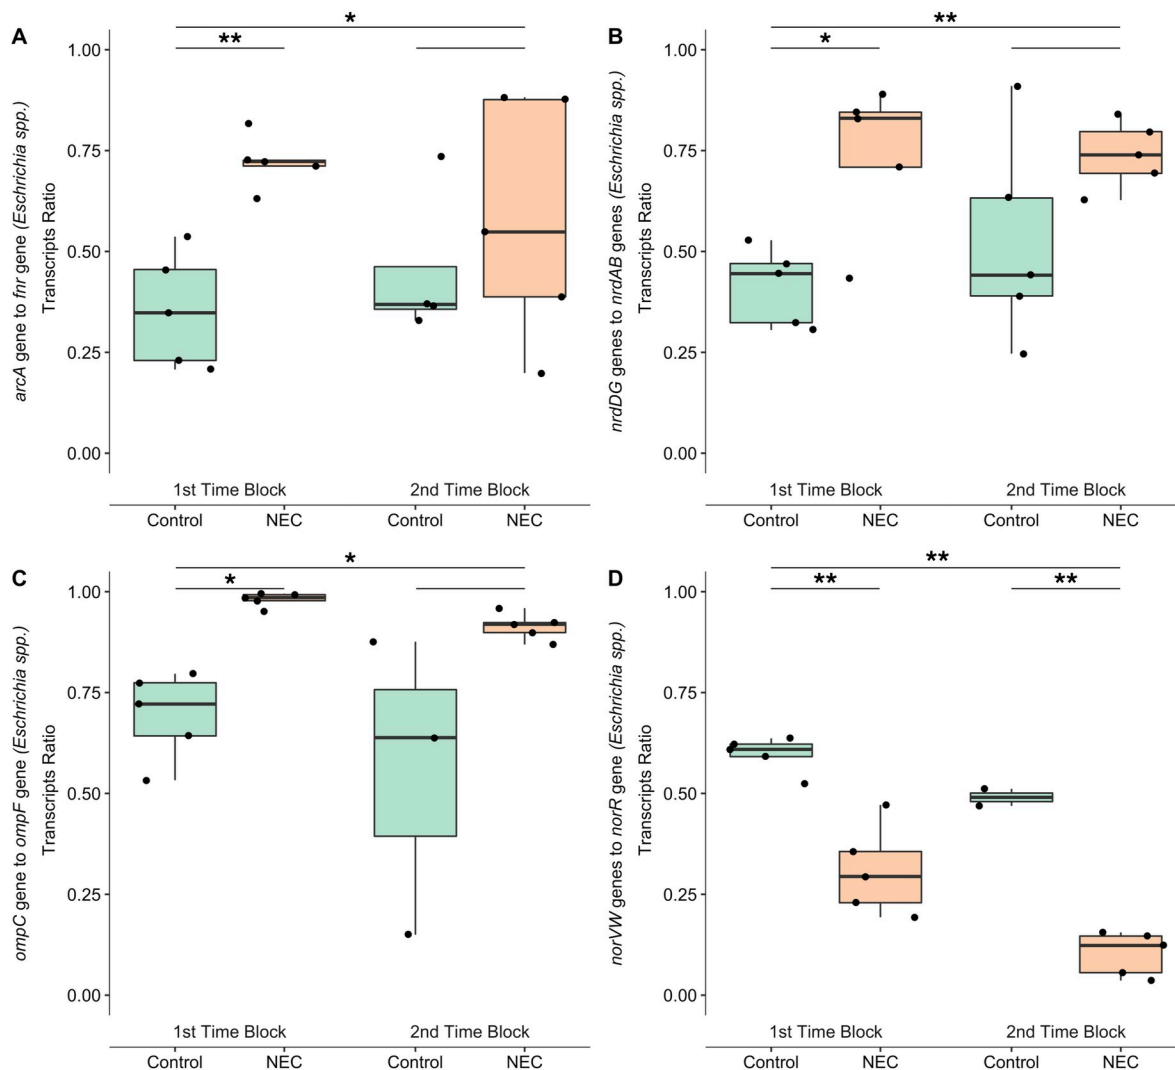 A
*
**
arcA gene to fnr gene (Eschrichia spp.)
Transcripts Ratio
1.00
0.75
0.50
0.25
0.00
1st Time Block
2nd Time Block
Control
NEC
Control
NEC
B
**
*
nrdDG genes to nrdAB genes (Eschrichia spp.)
Transcripts Ratio
1.00
0.75
0.50
0.25
0.00
1st Time Block
2nd Time Block
Control
NEC
Control
NEC
C
*
*
ompC gene to ompF gene (Eschrichia spp.)
Transcripts Ratio
1.00
0.75
0.50
0.25
0.00
1st Time Block
2nd Time Block
Control
NEC
Control
NEC
D
**
**
**
norVW genes to norR gene (Eschrichia spp.)
Transcripts Ratio
1.00
0.75
0.50
0.25
0.00
1st Time Block
2nd Time Block
Control
NEC
Control
NEC